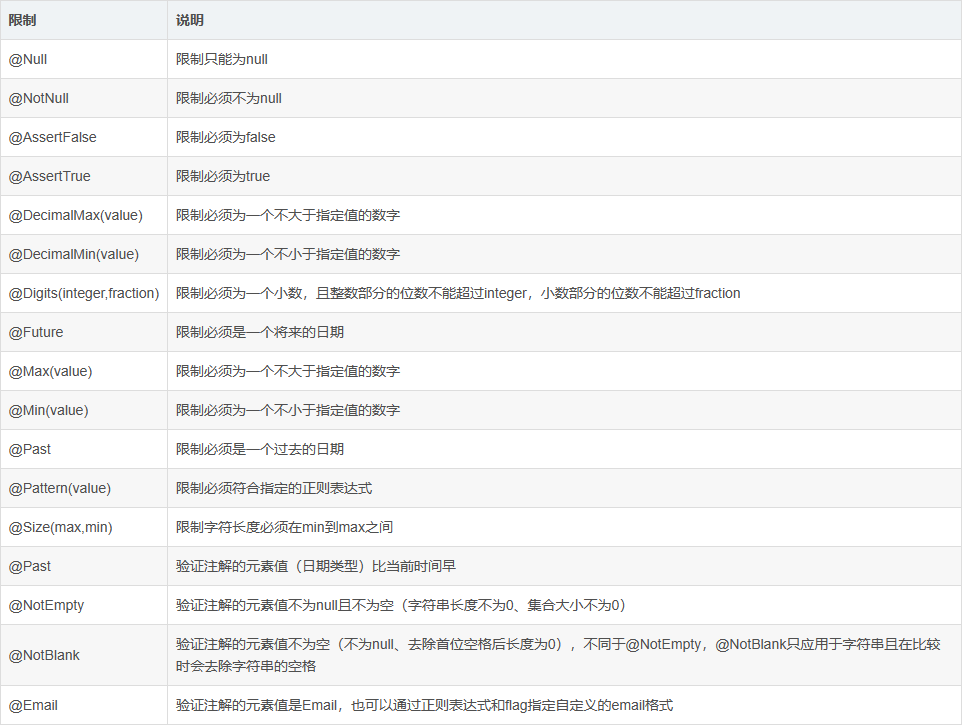 限制 说明
@Null 限制只能为null
@NotNull 限制必须不为null
@AssertFalse 限制必须为false
@AssertTrue 限制必须为true
@DecimalMax(value) 限制必须为一个不大于指定值的数字
@DecimalMin(value) 限制必须为一个不小于指定值的数字
@Digits(integer,fraction) 限制必须为一个小数，且整数部分的位数不能超过integer，小数部分的位数不能超过fraction
@Future 限制必须是一个将来的日期
@Max(value) 限制必须为一个不大于指定值的数字
@Min(value) 限制必须为一个不小于指定值的数字
@Past 限制必须是一个过去的日期
@Pattern(value) 限制必须符合指定的正则表达式
@Size(max,min) 限制字符长度必须在min到max之间
@Past 验证注解的元素值（日期类型）比当前时间早
@NotEmpty 验证注解的元素值不为null且不为空（字符串长度不为0、集合大小不为0）
@NotBlank 验证注解的元素值不为空（不为null、去除首位空格后长度为0），不同于@NotEmpty，@NotBlank只应用于字符串且在比较
时会去除字符串的空格
@Email 验证注解的元素值是Email，也可以通过正则表达式和flag指定自定义的email格式